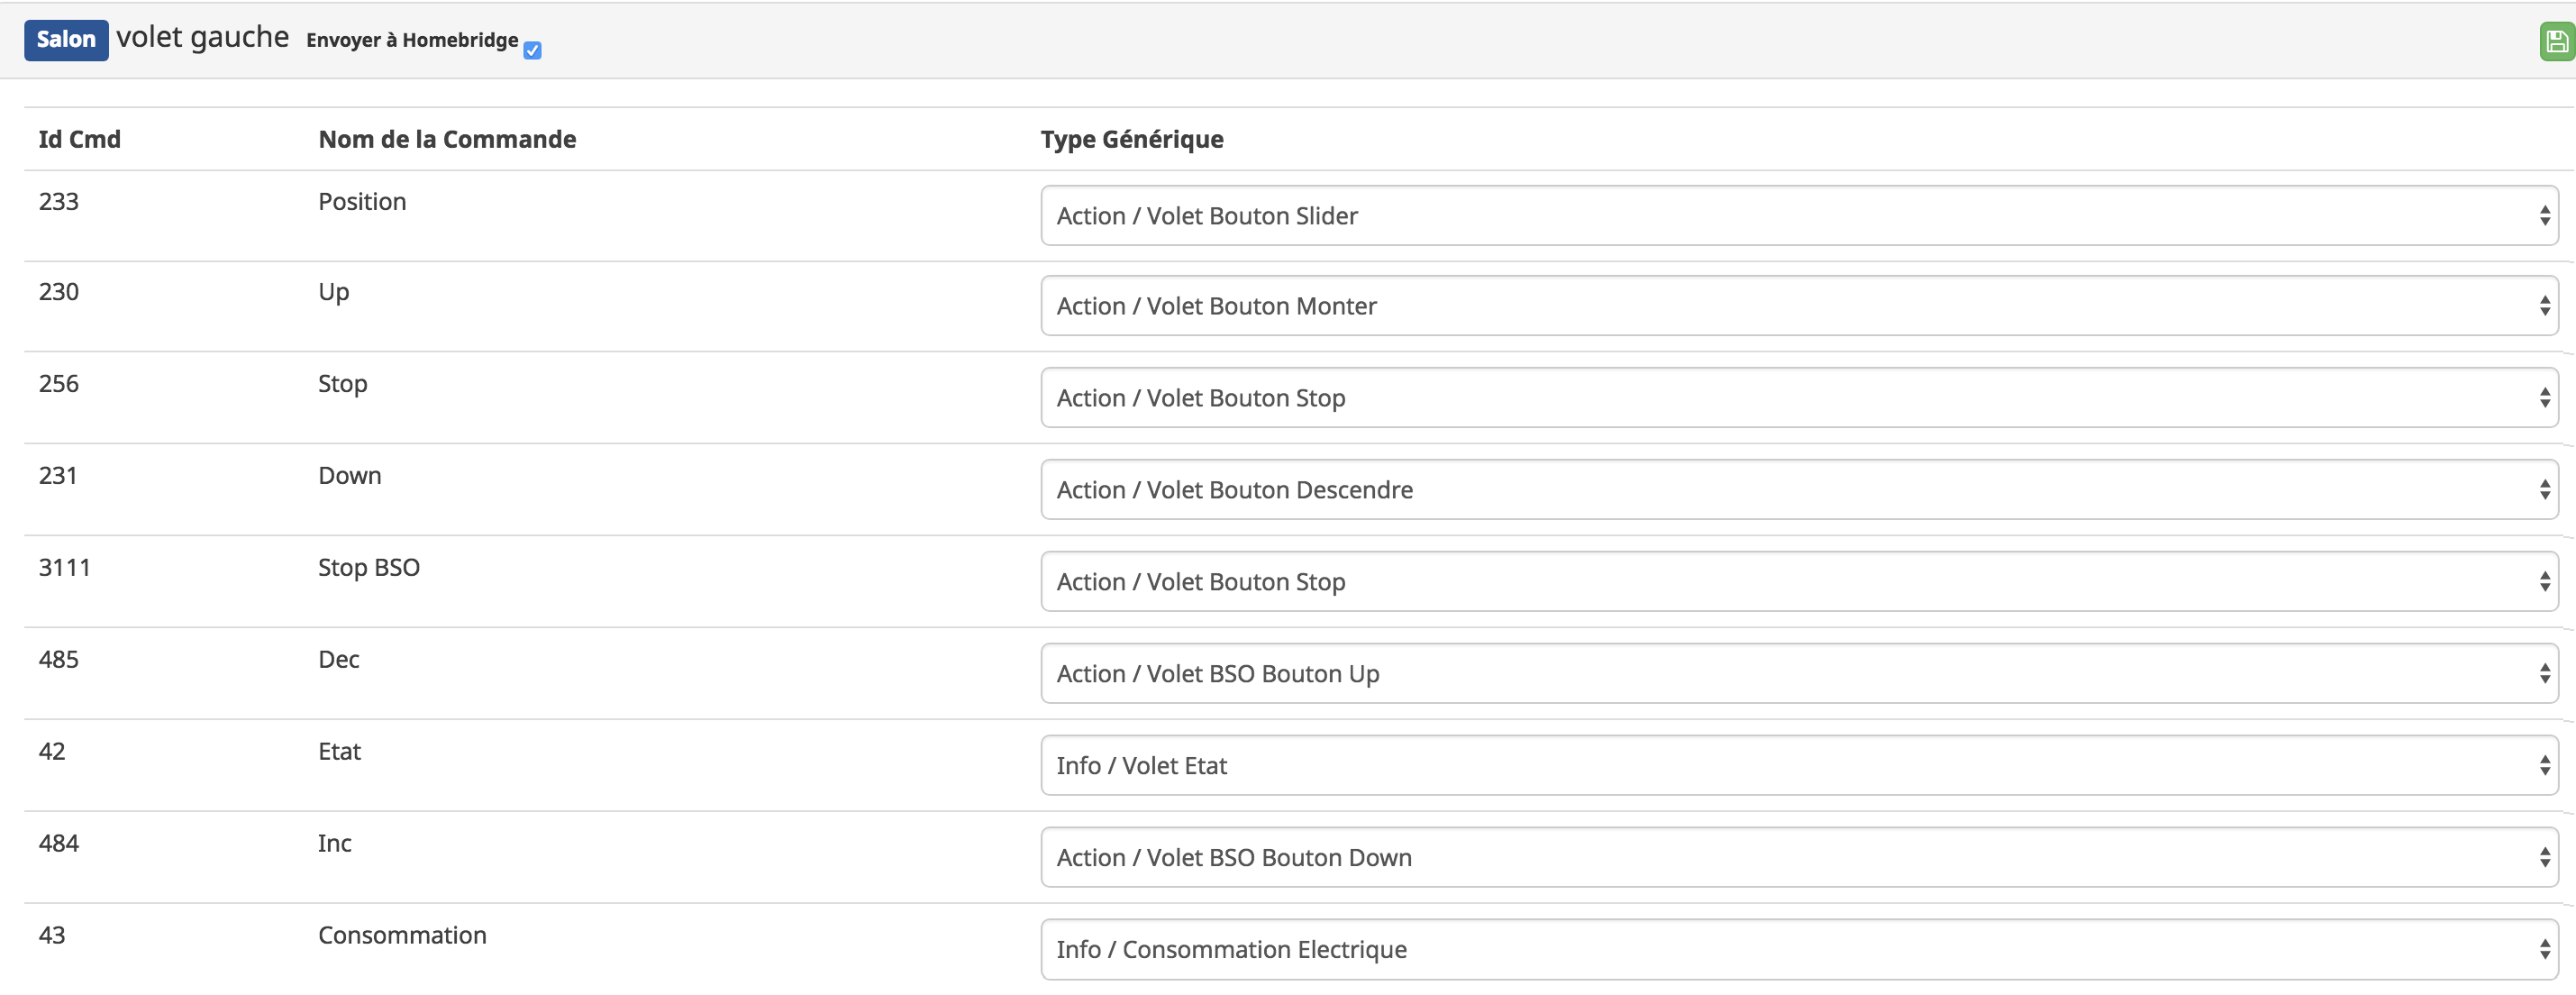 Salon volet gauche Envoyer à Homebridge
Id Cmd Nom de la Commande Type Générique
233 Position Action / Volet Bouton Slider
230 Up Action / Volet Bouton Monter
256 Stop Action / Volet Bouton Stop
231 Down Action / Volet Bouton Descendre
3111 Stop BSO Action / Volet Bouton Stop
485 Dec Action / Volet BSO Bouton Up
42 Etat Info / Volet Etat
484 Inc Action / Volet BSO Bouton Down
43 Consommation Info / Consommation Electrique